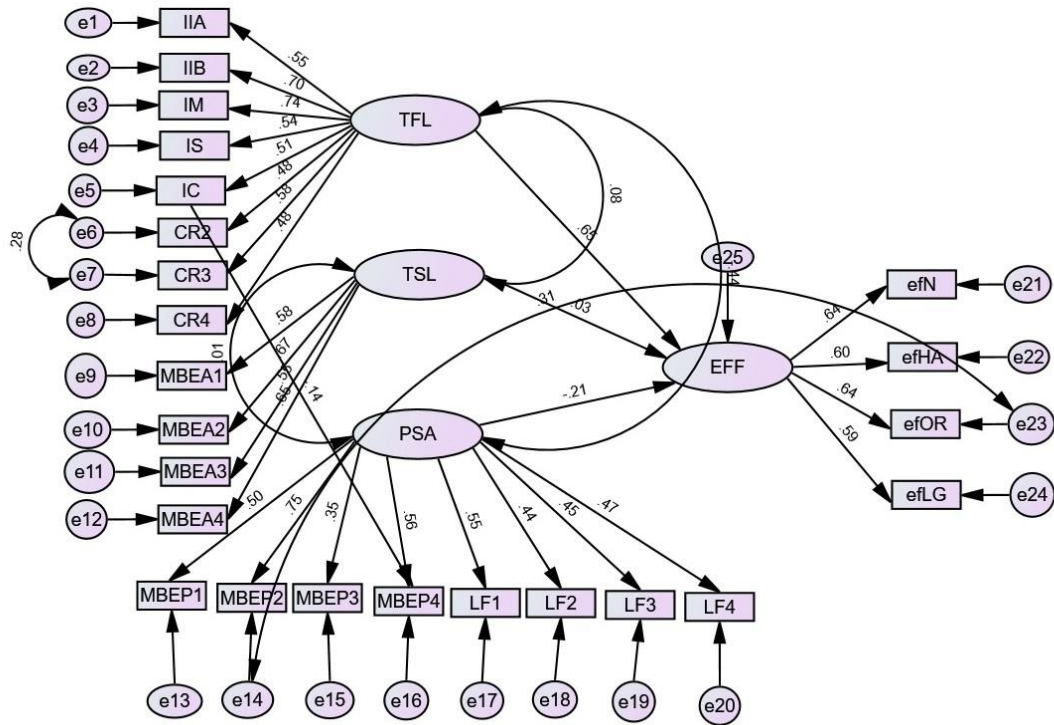 e1
IIA
e2
IIB
e3
IM
e4
IS
e5
IC
e6
CR2
e7
CR3
e8
CR4
e9
MBEA1
e10
MBEA2
e11
MBEA3
e12
MBEA4
.28
.55
.70
.74
.54
.51
.48
.58
.48
TFL
.08
.65
TSL
.31
.03
.58
.67
.65
.14
PSA
-.21
e25
EFF
.64
.60
.64
.59
efN
e21
efHA
e22
efOR
e23
efLG
e24
.50
.75
.35
.56
.55
.44
.45
.47
MBEP1
MBEP2
MBEP3
MBEP4
LF1
LF2
LF3
LF4
e13
e14
e15
e16
e17
e18
e19
e20